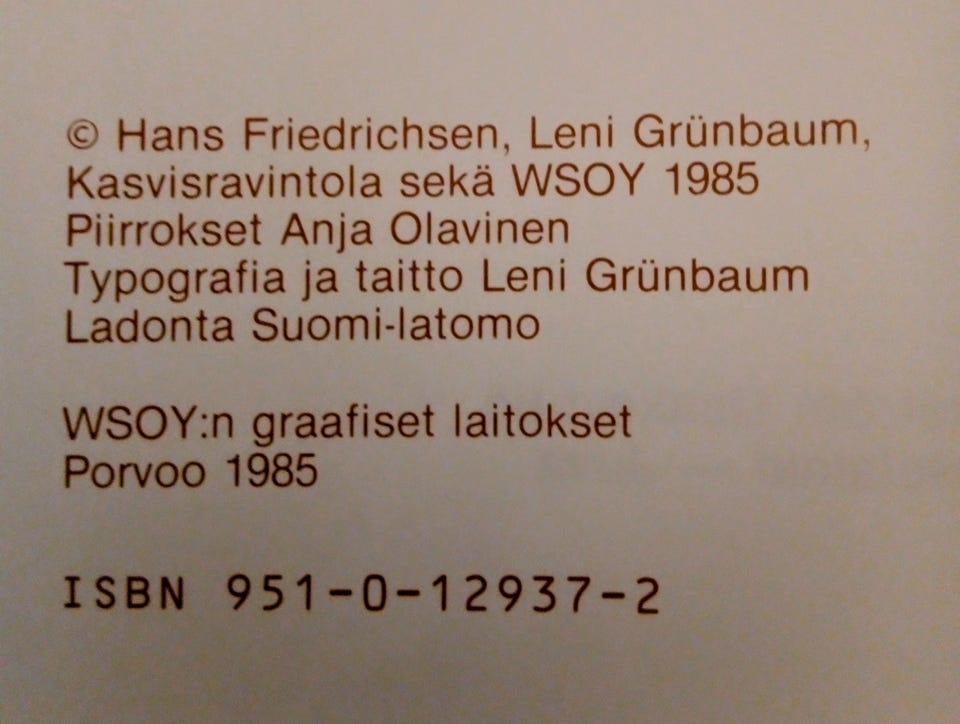 © Hans Friedrichsen, Leni Grünbaum,
Kasvisravintola sekä WSOY 1985
Piirrokset Anja Olavinen
Typografia ja taitto Leni Grünbaum
Ladonta Suomi-latomo
WSOY:n graafiset laitokset
Porvoo 1985
ISBN 951-0-12937-2